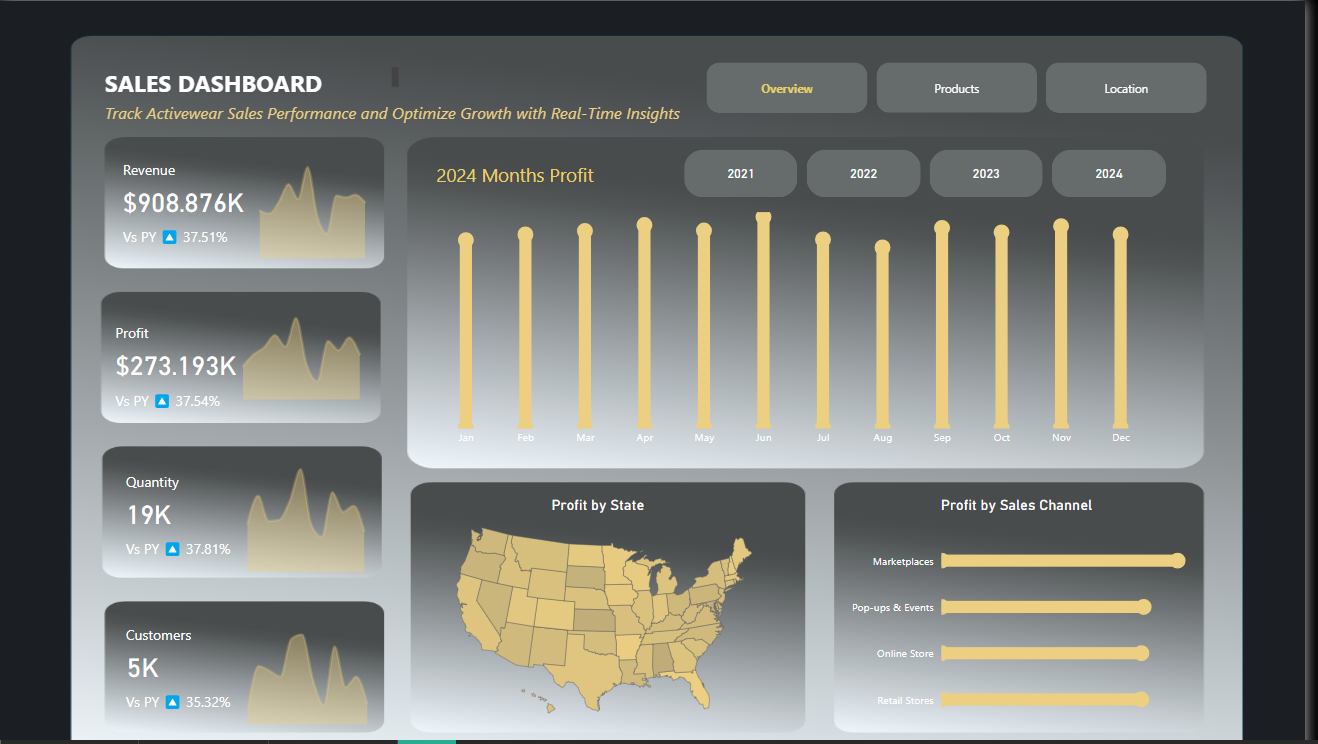 SALES DASHBOARD
Track Activewear Sales Performance and Optimize Growth with Real-Time Insights
Overview
Products
Location
Revenue
$908.876K
Vs PY 🔼 37.51%
Profit
$273.193K
Vs PY 🔼 37.54%
Quantity
19K
Vs PY 🔼 37.81%
Customers
5K
Vs PY 🔼 35.32%
2024 Months Profit
2021
2022
2023
2024
Jan
Feb
Mar
Apr
May
Jun
Jul
Aug
Sep
Oct
Nov
Dec
Profit by State
Profit by Sales Channel
Marketplaces
Pop-ups & Events
Online Store
Retail Stores